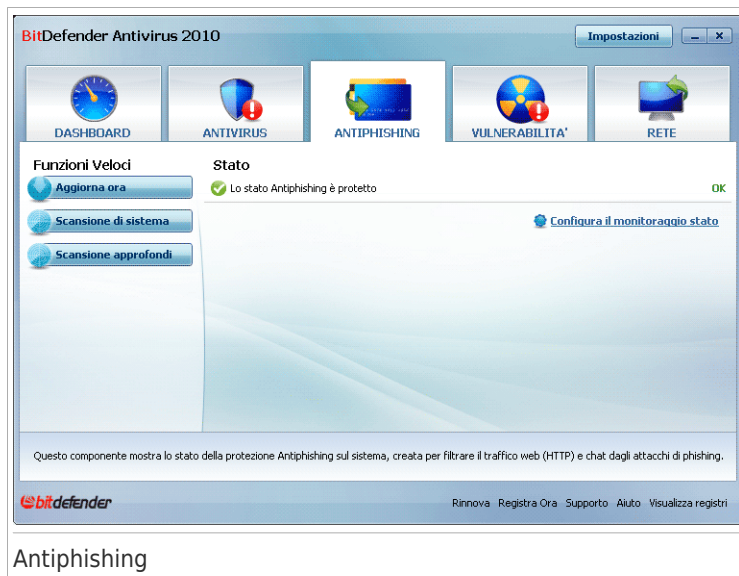 BitDefender Antivirus 2010
Impostazioni
DASHBOARD
ANTIVIRUS
ANTIPHISHING
VULNERABILITA'
RETE
Funzioni Veloci
Aggiorna ora
Scansione di sistema
Scansione approfondi
Stato
Lo stato Antiphishing è protetto
OK
Configura il monitoraggio stato
Questo componente mostra lo stato della protezione Antiphishing sul sistema, creata per filtrare il traffico web (HTTP) e chat dagli attacchi di phishing.
bitdefender
Rinnova Registra Ora Supporto Aiuto Visualizza registri
Antiphishing